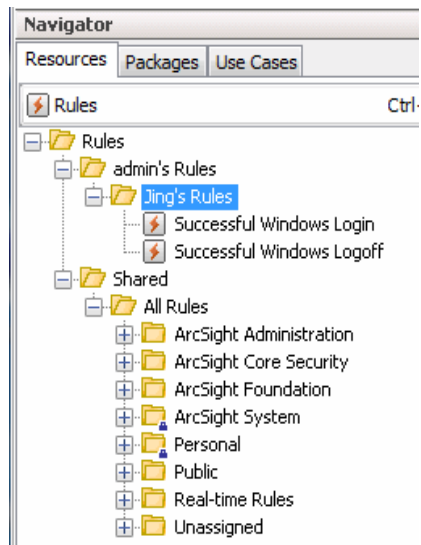 Navigator
Resources Packages Use Cases
Rules Ctrl-
Rules
admin's Rules
Jing's Rules
Successful Windows Login
Successful Windows Logoff
Shared
All Rules
ArcSight Administration
ArcSight Core Security
ArcSight Foundation
ArcSight System
Personal
Public
Real-time Rules
Unassigned